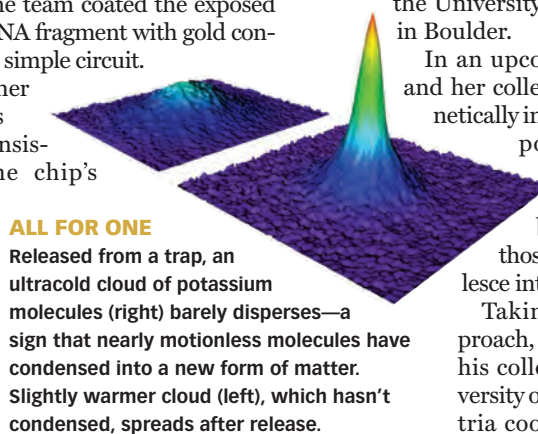 he team coated the exposed
NA fragment with gold con-
simple circuit.
her
s
nsis-
ne chip's
ALL FOR ONE
Released from a trap, an
ultracold cloud of potassium
molecules (right) barely disperses—a
sign that nearly motionless molecules have
condensed into a new form of matter.
Slightly warmer cloud (left), which hasn't
condensed, spreads after release.
the University
in Boulder.
In an upco
and her colle
netically in
po
thos
lesce int
Takin
proach,
his colle
versity o
tria coo